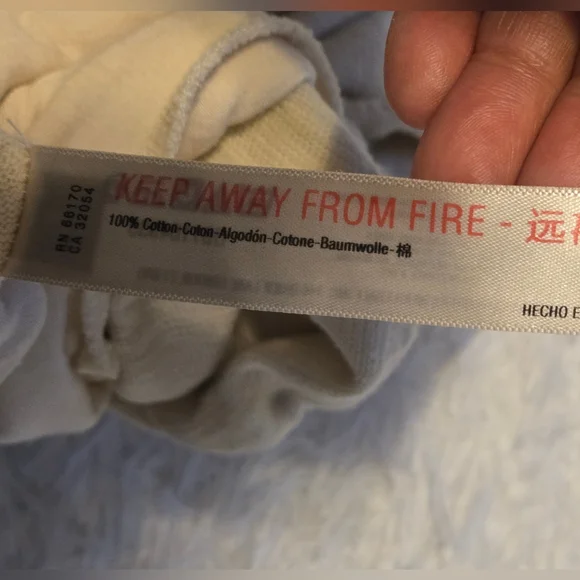 RN 66170
CA 32054
KEEP AWAY FROM FIRE - 远
100% Cotton-Coton-Algodón-Cotone-Baumwolle-棉
HECHO E